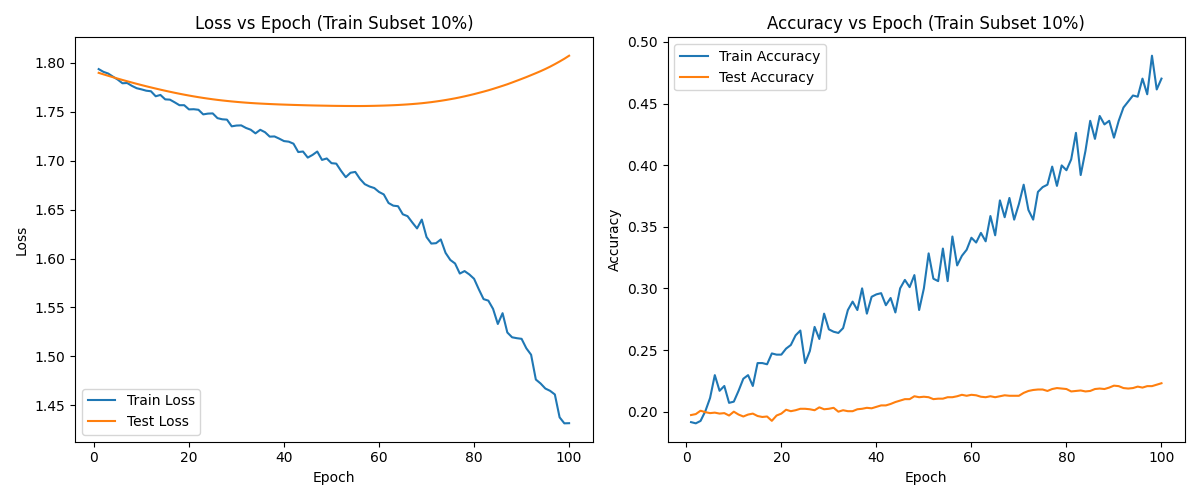 Loss vs Epoch (Train Subset 10%)
1.80
1.75
1.70
1.65
1.60
1.55
1.50
1.45
Loss
Train Loss
Test Loss
0
20
40
60
80
100
Epoch
Accuracy vs Epoch (Train Subset 10%)
0.50
0.45
0.40
0.35
0.30
0.25
0.20
Accuracy
Train Accuracy
Test Accuracy
0
20
40
60
80
100
Epoch